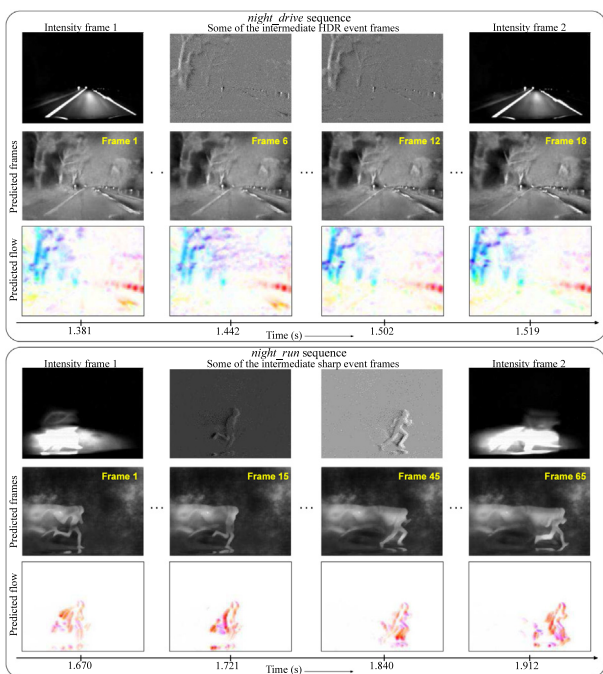 night_drive sequence
Intensity frame 1
Some of the intermediate HDR event frames
Intensity frame 2
Predicted frames
Frame 1
Frame 6
Frame 12
Frame 18
Predicted flow
1.381
1.442
1.502
1.519
Time (s)
night_run sequence
Intensity frame 1
Some of the intermediate sharp event frames
Intensity frame 2
Predicted frames
Frame 1
Frame 15
Frame 45
Frame 65
Predicted flow
1.670
1.721
1.840
1.912
Time (s)